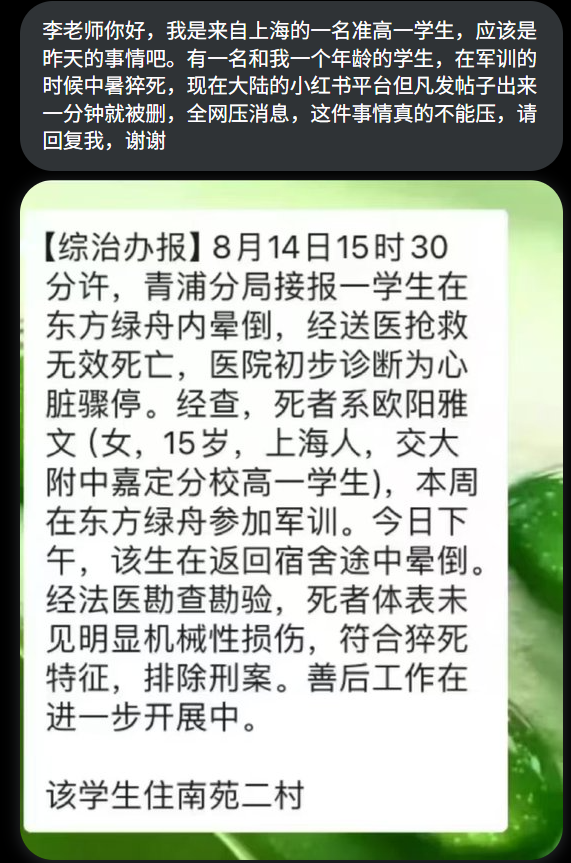 李老师你好，我是来自上海的一名准高一学生，应该是
昨天的事情吧。有一名和我一个年龄的学生，在军训的
时候中暑猝死，现在大陆的小红书平台但凡发帖子出来
一分钟就被删，全网压消息，这件事情真的不能压，请
回复我，谢谢
【综治办报】8月14日15时30
分许，青浦分局接报一学生在
东方绿舟内晕倒，经送医抢救
无效死亡，医院初步诊断为心
脏骤停。经查，死者系欧阳雅
文（女，15岁，上海人，交大
附中嘉定分校高一学生)，本周
在东方绿舟参加军训。今日下
午，该生在返回宿舍途中晕倒。
经法医勘查勘验，死者体表未
见明显机械性损伤，符合猝死
特征，排除刑案。善后工作在
进一步开展中。
该学生住南苑二村